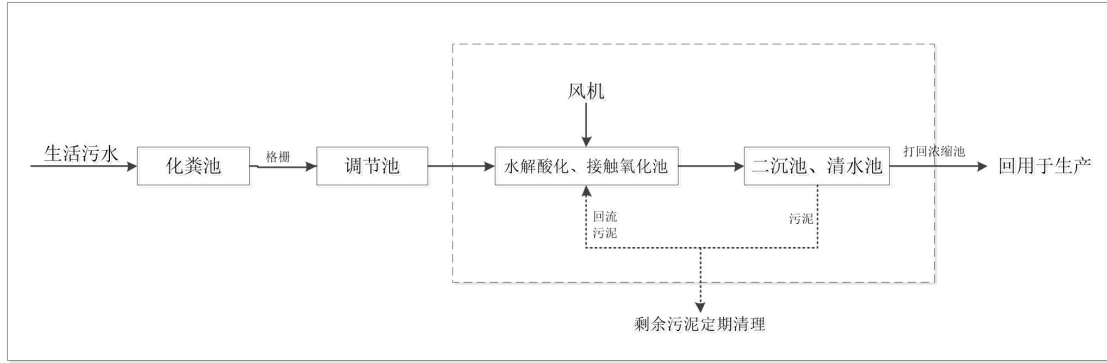 风机
生活污水
化粪池
格栅
调节池
水解酸化、接触氧化池
二沉池、清水池
打回浓缩池
回用于生产
回流
污泥
污泥
剩余污泥定期清理